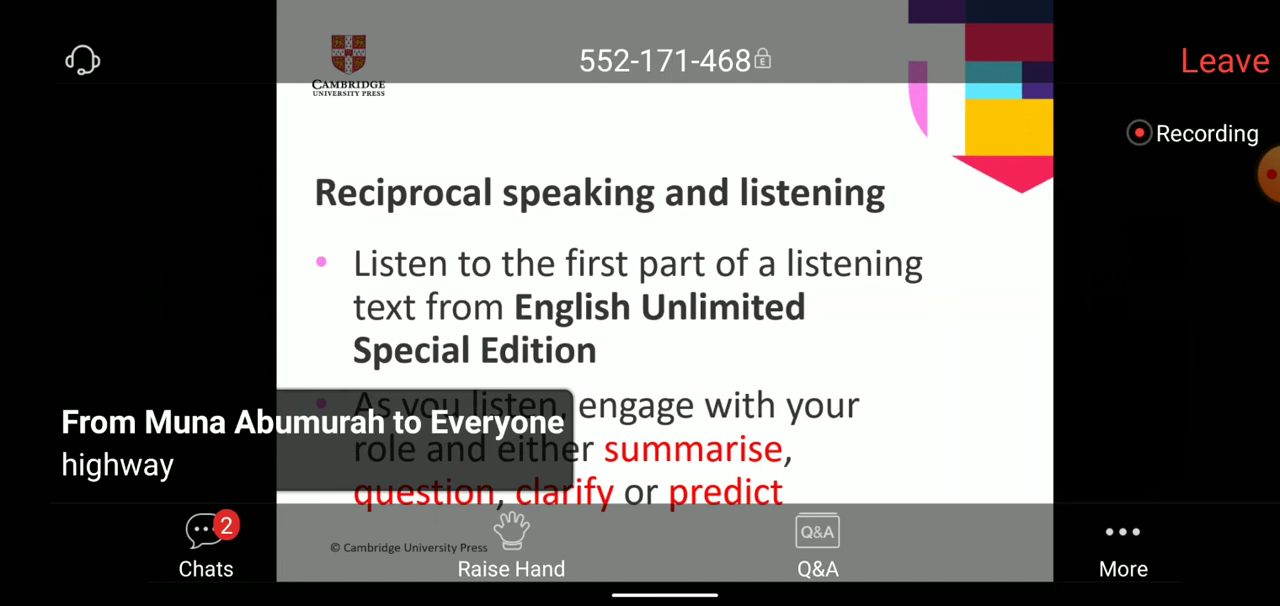 552-171-468
Leave
CAMBRIDGE
UNIVERSITY PRESS
Recording
Reciprocal speaking and listening
• Listen to the first part of a listening
text from English Unlimited
Special Edition
• As you listen, engage with your
role and either summarise,
question, clarify or predict
From Muna Abumurah to Everyone
highway
© Cambridge University Press
2
Q&A
Chats
Raise Hand
Q&A
More